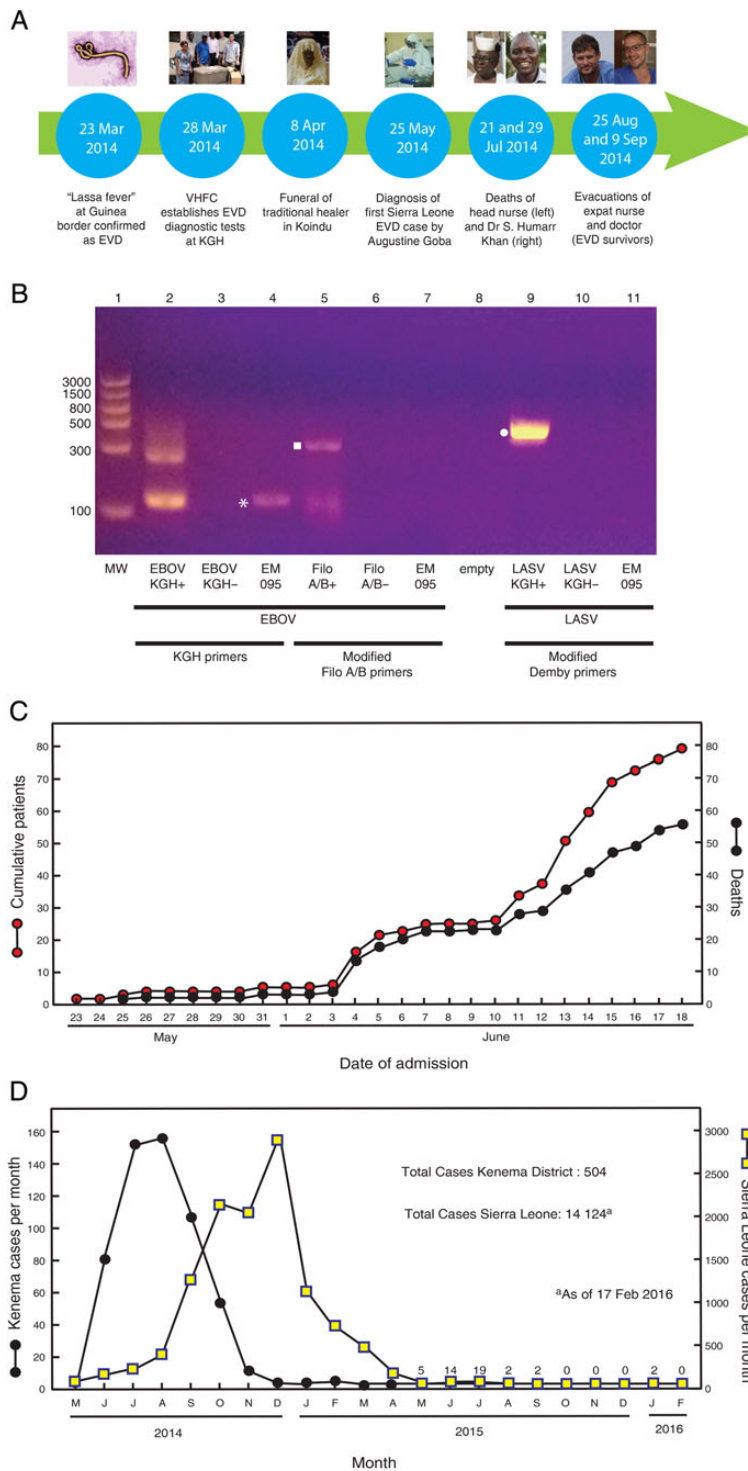 A
23 Mar
2014
28 Mar
2014
8 Apr
2014
25 May
2014
21 and 29
Jul 2014
25 Aug
and 9 Sep
2014
"Lassa fever"
at Guinea
border confirmed
as EVD
VHFC
establishes EVD
diagnostic tests
at KGH
Funeral of
traditional healer
in Koindu
Diagnosis of
first Sierra Leone
EVD case by
Augustine Goba
Deaths of
head nurse (left)
and Dr S. Humarr
Khan (right)
Evacuations of
expat nurse
and doctor
(EVD survivors)
B
1 2 3 4 5 6 7 8 9 10 11
3000
1500
800
500
300
100
*
MW
EBOV
KGH+
EBOV
KGH−
EM
095
Filo
A/B+
Filo
A/B−
EM
095
empty
LASV
KGH+
LASV
KGH−
EM
095
EBOV
LASV
KGH primers
Modified
Filo A/B primers
Modified
Demby primers
C
Cumulative patients
80
70
60
50
40
30
20
10
0
80
70
60
50
40
30
20
10
0
Deaths
23 24 25 26 27 28 29 30 31 1 2 3 4 5 6 7 8 9 10 11 12 13 14 15 16 17 18
May June
Date of admission
D
Kenema cases per month
160
140
120
100
80
60
40
20
0
Total Cases Kenema District : 504
Total Cases Sierra Leone: 14 124ª
ªAs of 17 Feb 2016
5 14 19 2 2 0 0 0 2 0
3000
2500
2000
1500
1000
500
0
Sierra Leone cases per month
M J J A S O N D J F M A M J J A S O N D J F
2014 2015 2016
Month